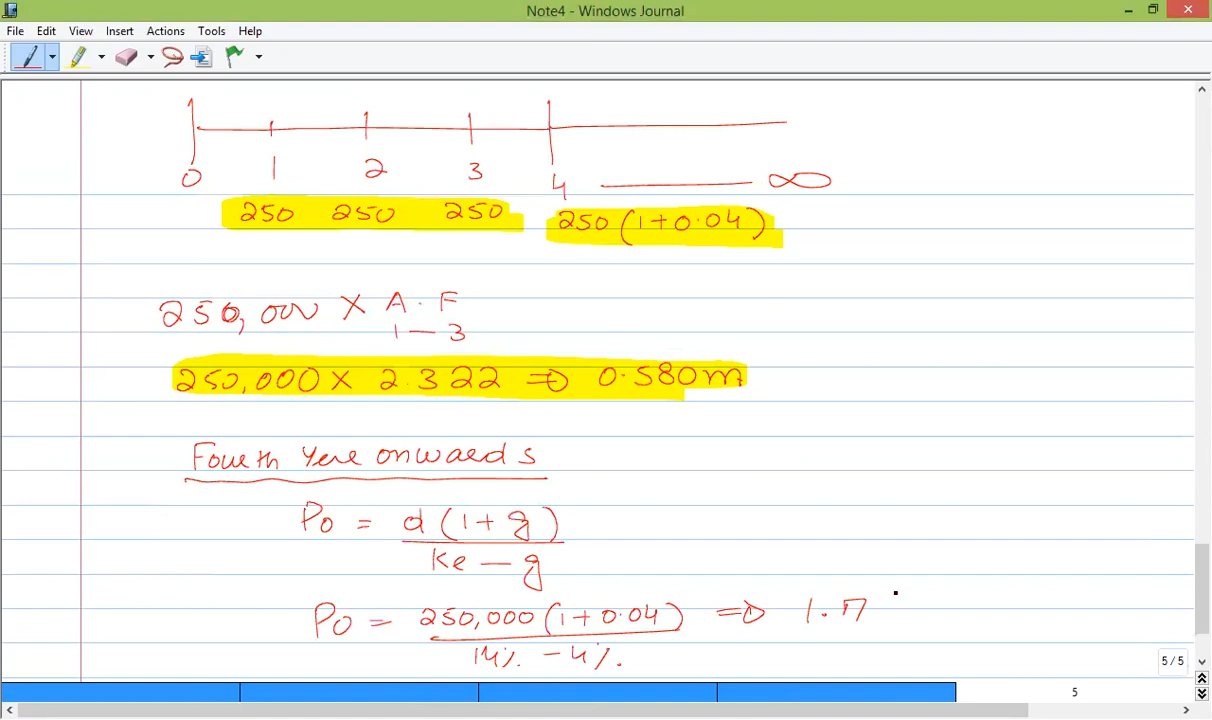 Note4 - Windows Journal
File Edit View Insert Actions Tools Help
0 1 2 3 4 ∞
250 250 250 250 (1+0.04)
250,000 X A.F
1 — 3
250,000 X 2.322 ⇒ 0.580m
Fourth Year onwards
Po = d (1+g)
Ke — g
Po = 250,000 (1+0.04) ⇒ 1.
14% - 4%.
5 / 5
5